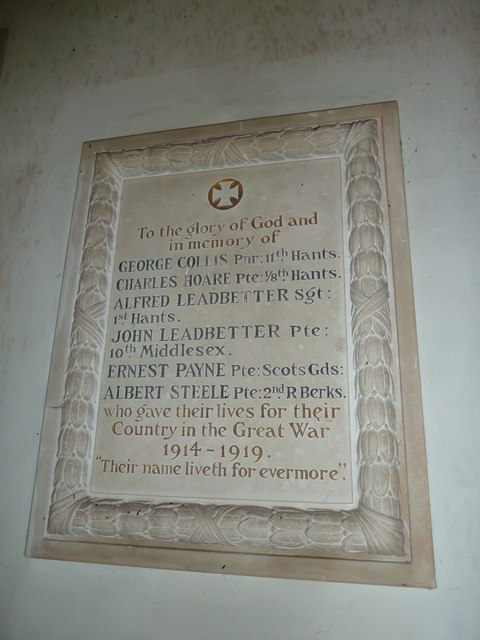 To the glory of God and
in memory of
GEORGE COLLIS Pnr: 11th Hants.
CHARLES HOARE Pte: 1/8th Hants.
ALFRED LEADBETTER Sgt:
1st Hants.
JOHN LEADBETTER Pte:
10th Middlesex.
ERNEST PAYNE Pte: Scots Gds:
ALBERT STEELE Pte: 2nd R Berks.
who gave their lives for their
Country in the Great War
1914 - 1919.
"Their name liveth for evermore".